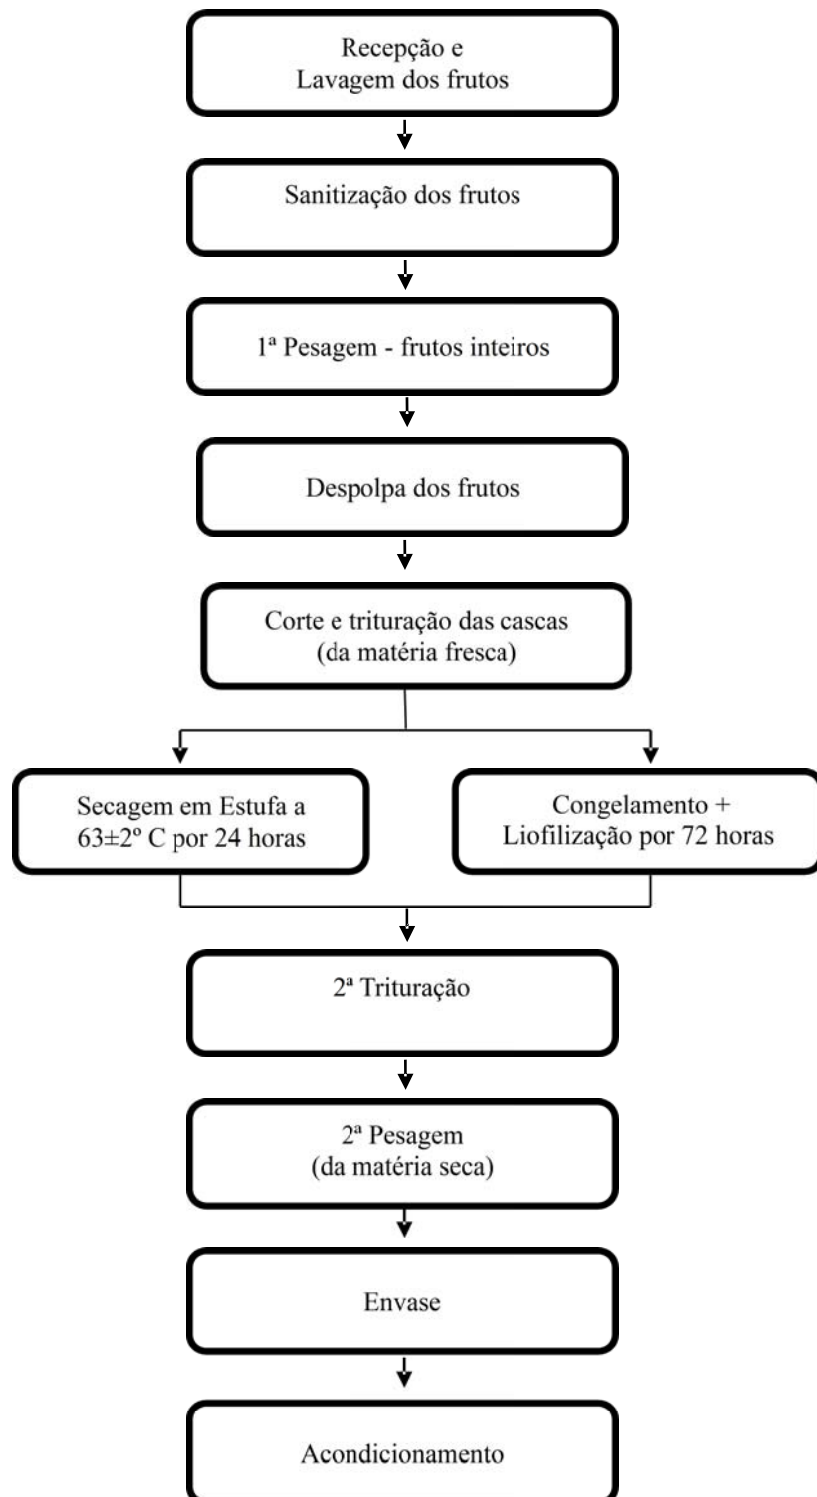 Recepção e
Lavagem dos frutos
Sanitização dos frutos
1ª Pesagem - frutos inteiros
Despolpa dos frutos
Corte e trituração das cascas
(da matéria fresca)
Secagem em Estufa a
63±2º C por 24 horas
Congelamento +
Liofilização por 72 horas
2ª Trituração
2ª Pesagem
(da matéria seca)
Envase
Acondicionamento